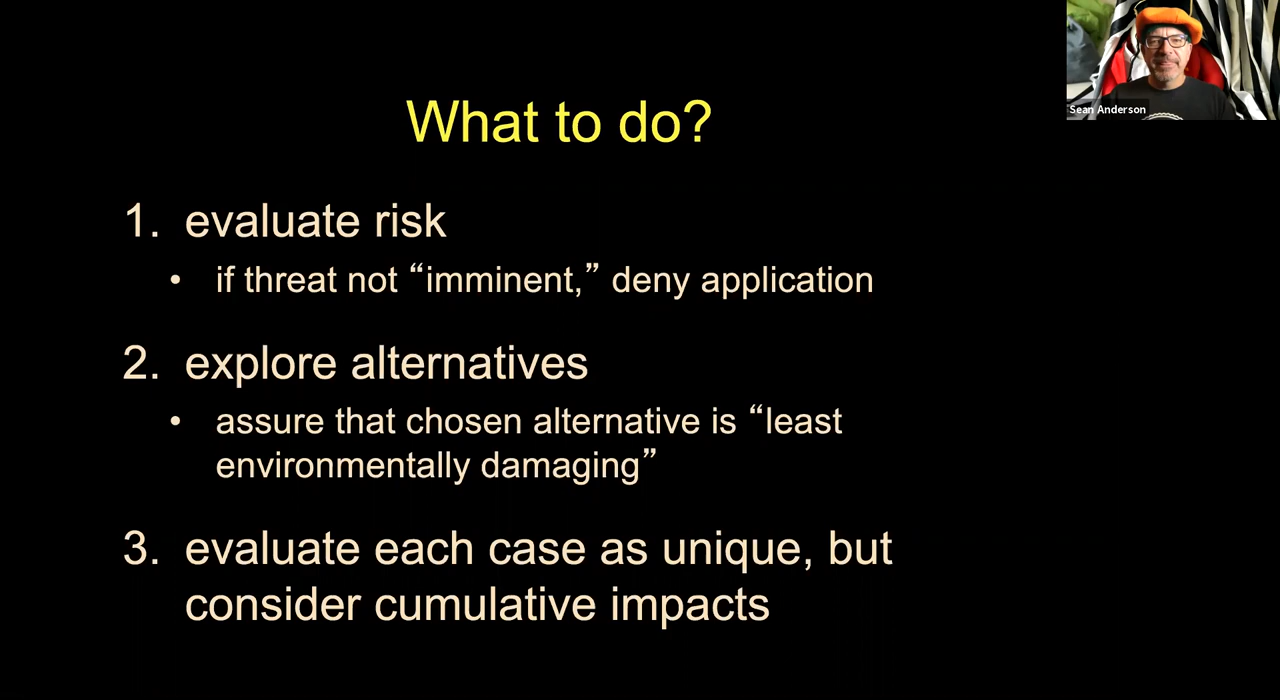 What to do?
Sean Anderson
1. evaluate risk
• if threat not “imminent,” deny application
2. explore alternatives
• assure that chosen alternative is “least
environmentally damaging”
3. evaluate each case as unique, but
consider cumulative impacts